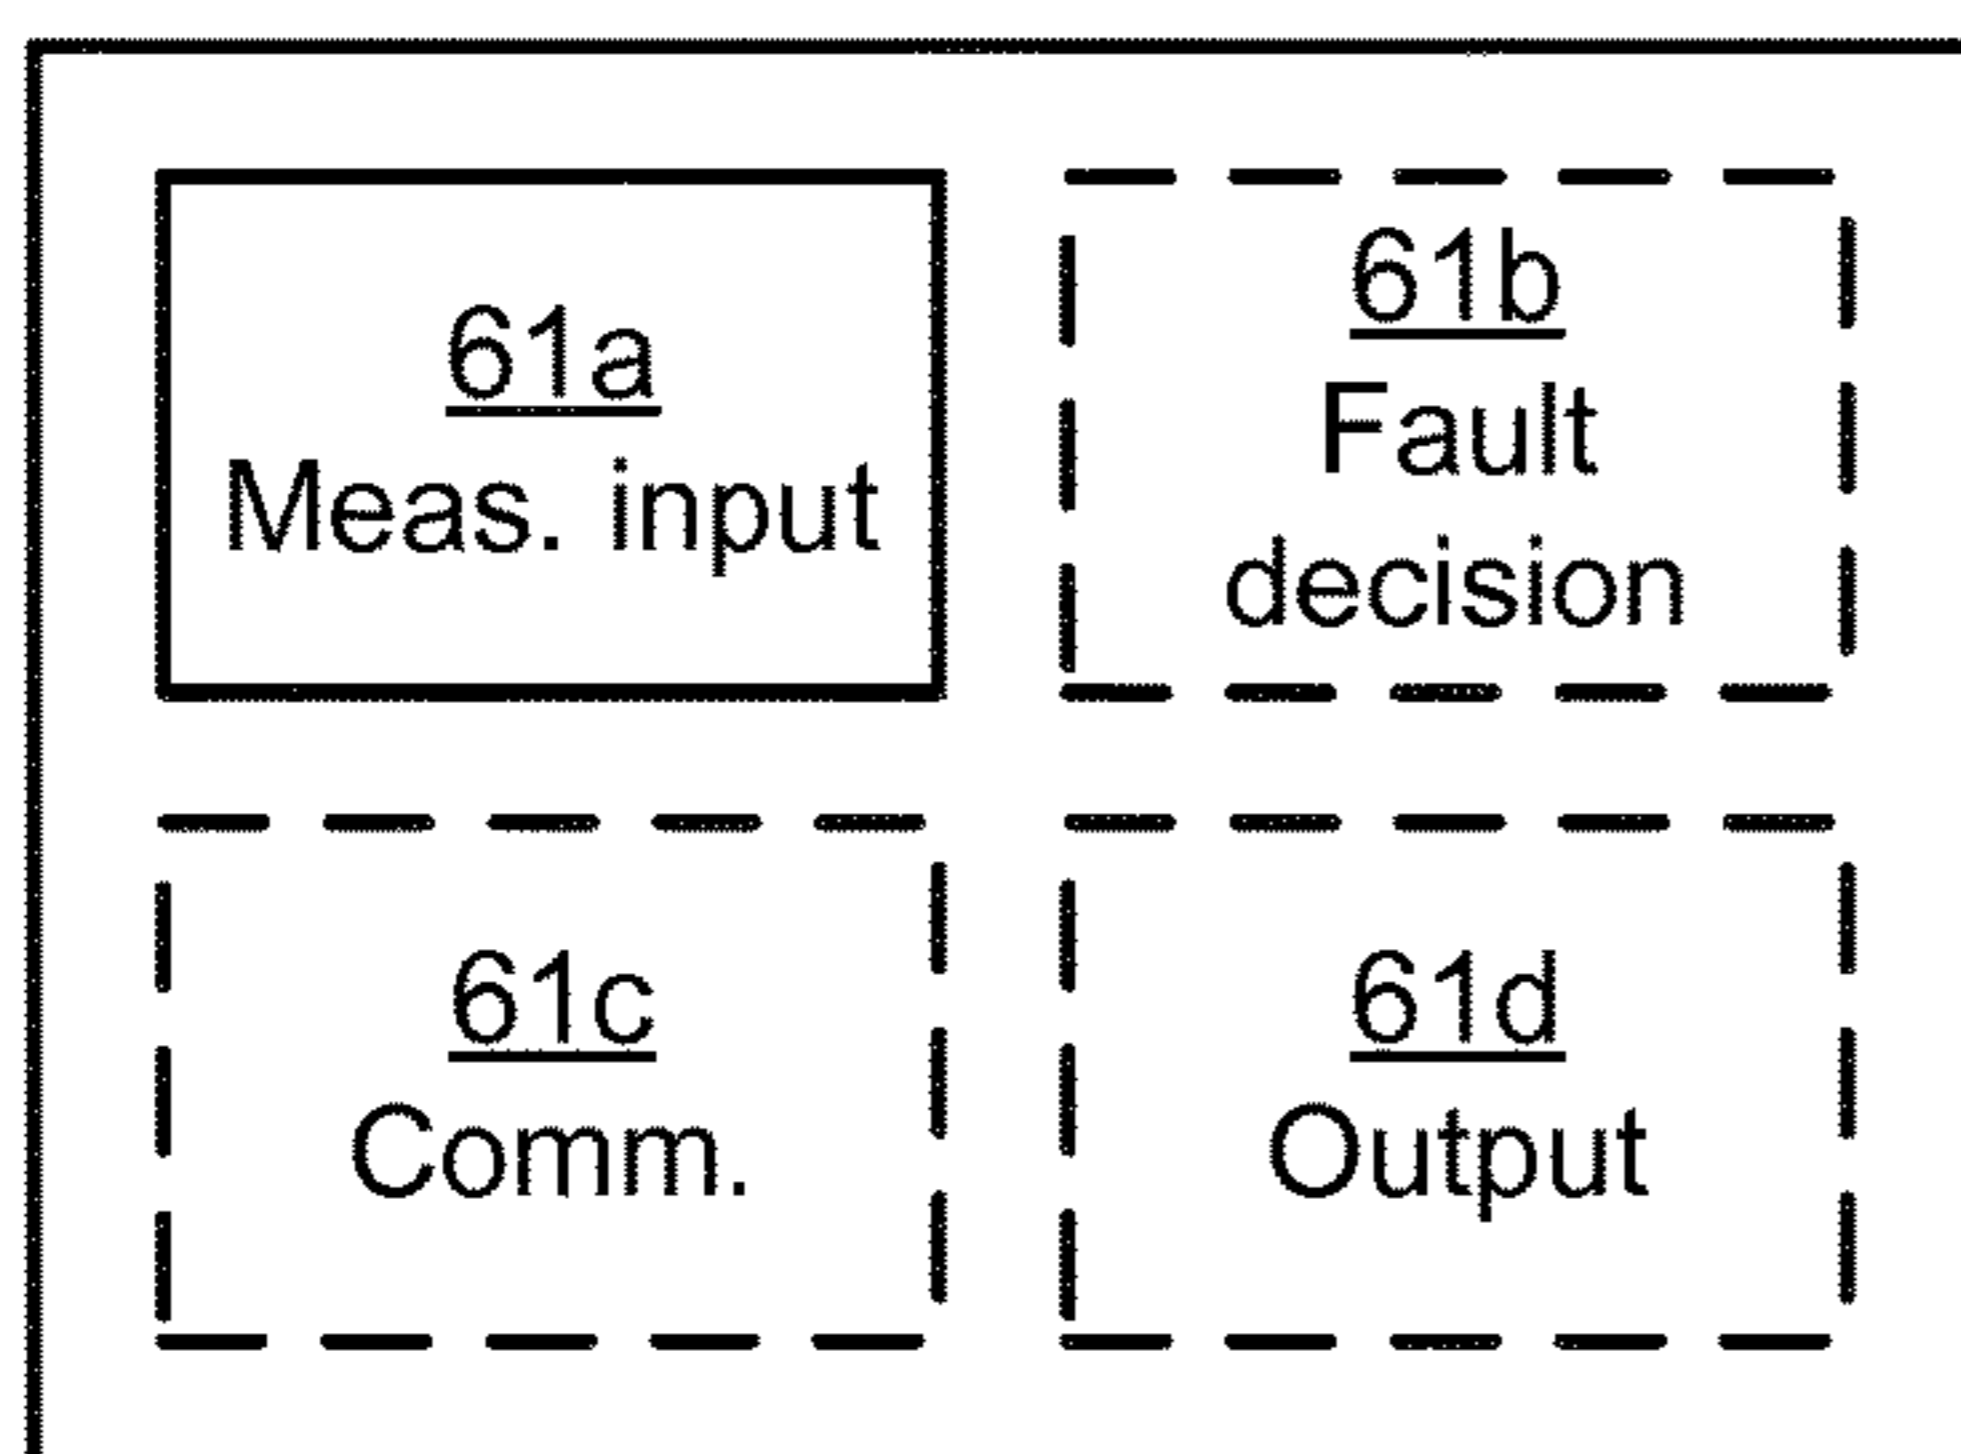 61a
Meas. input
61b
Fault
decision
61c
Comm.
61d
Output